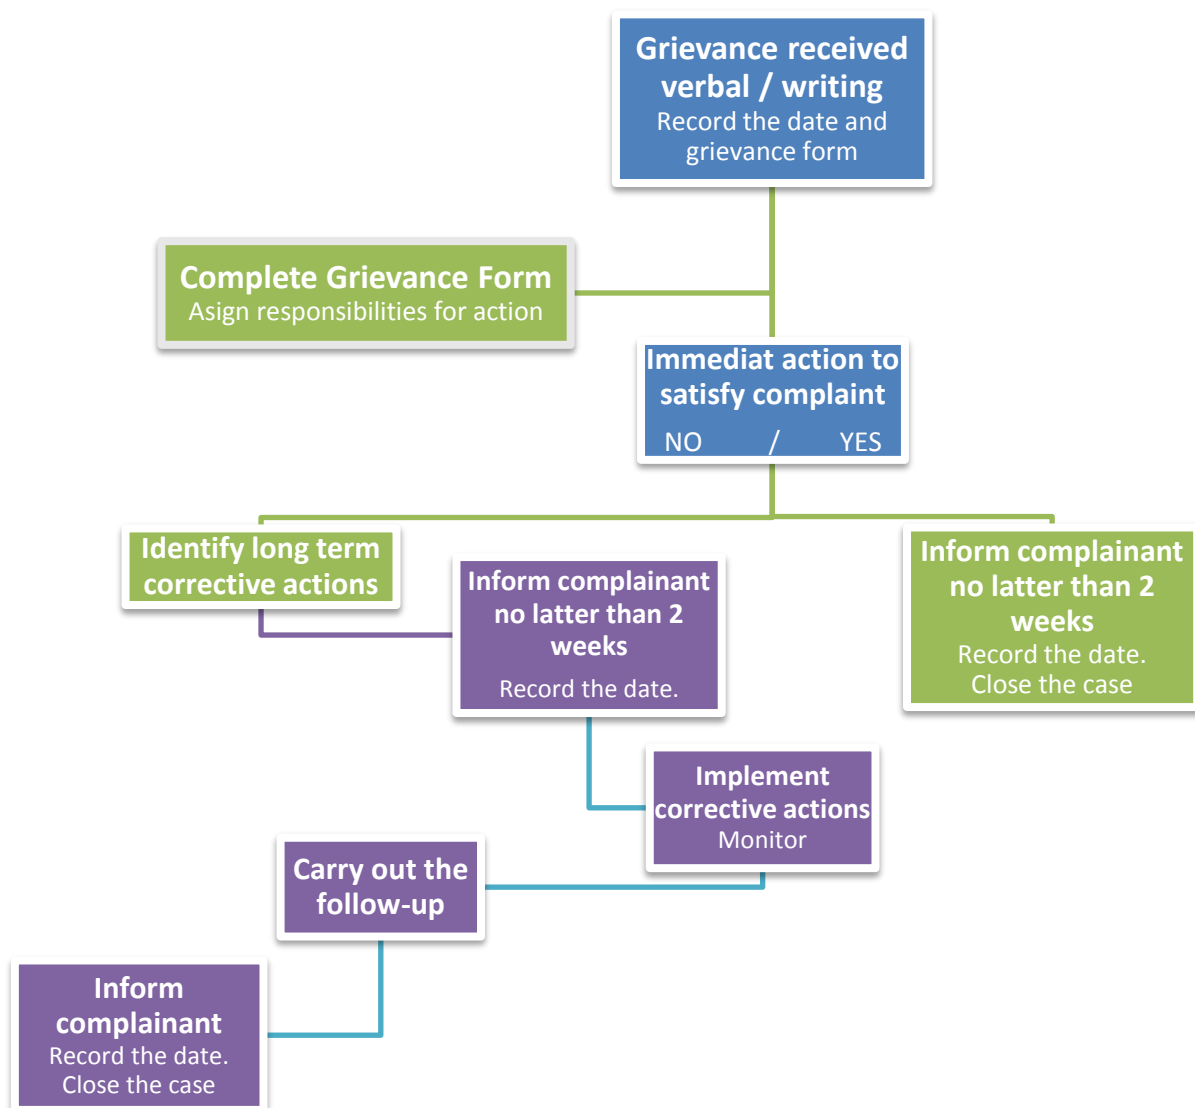 Grievance received
verbal / writing
Record the date and
grievance form
Complete Grievance Form
Asign responsibilities for action
Immediat action to
satisfy complaint
NO / YES
Identify long term
corrective actions
Inform complainant
no latter than 2
weeks
Record the date.
Inform complainant
no latter than 2
weeks
Record the date.
Close the case
Implement
corrective actions
Monitor
Carry out the
follow-up
Inform
complainant
Record the date.
Close the case